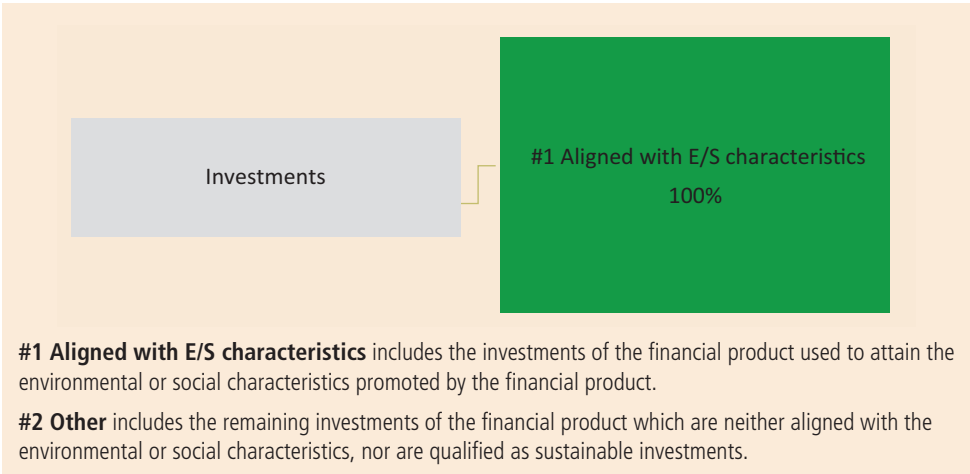 Investments
#1 Aligned with E/S characteristics
100%
#1 Aligned with E/S characteristics includes the investments of the financial product used to attain the
environmental or social characteristics promoted by the financial product.
#2 Other includes the remaining investments of the financial product which are neither aligned with the
environmental or social characteristics, nor are qualified as sustainable investments.